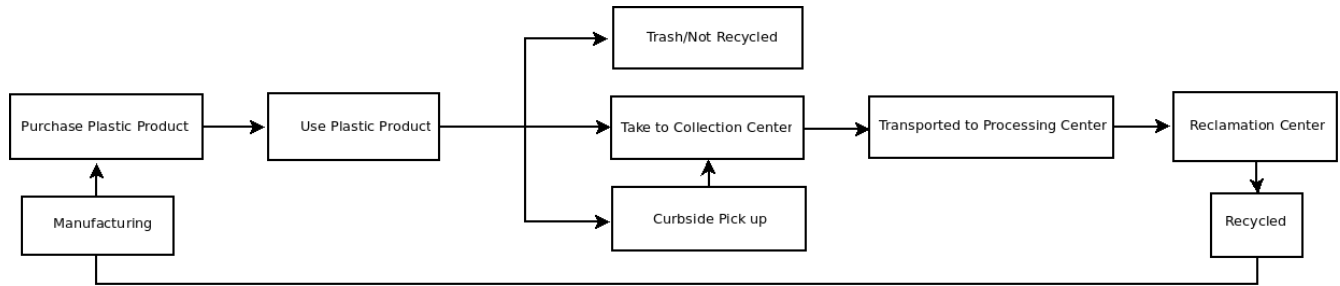 Trash/Not Recycled
Purchase Plastic Product
Use Plastic Product
Take to Collection Center
Transported to Processing Center
Reclamation Center
Manufacturing
Curbside Pick up
Recycled